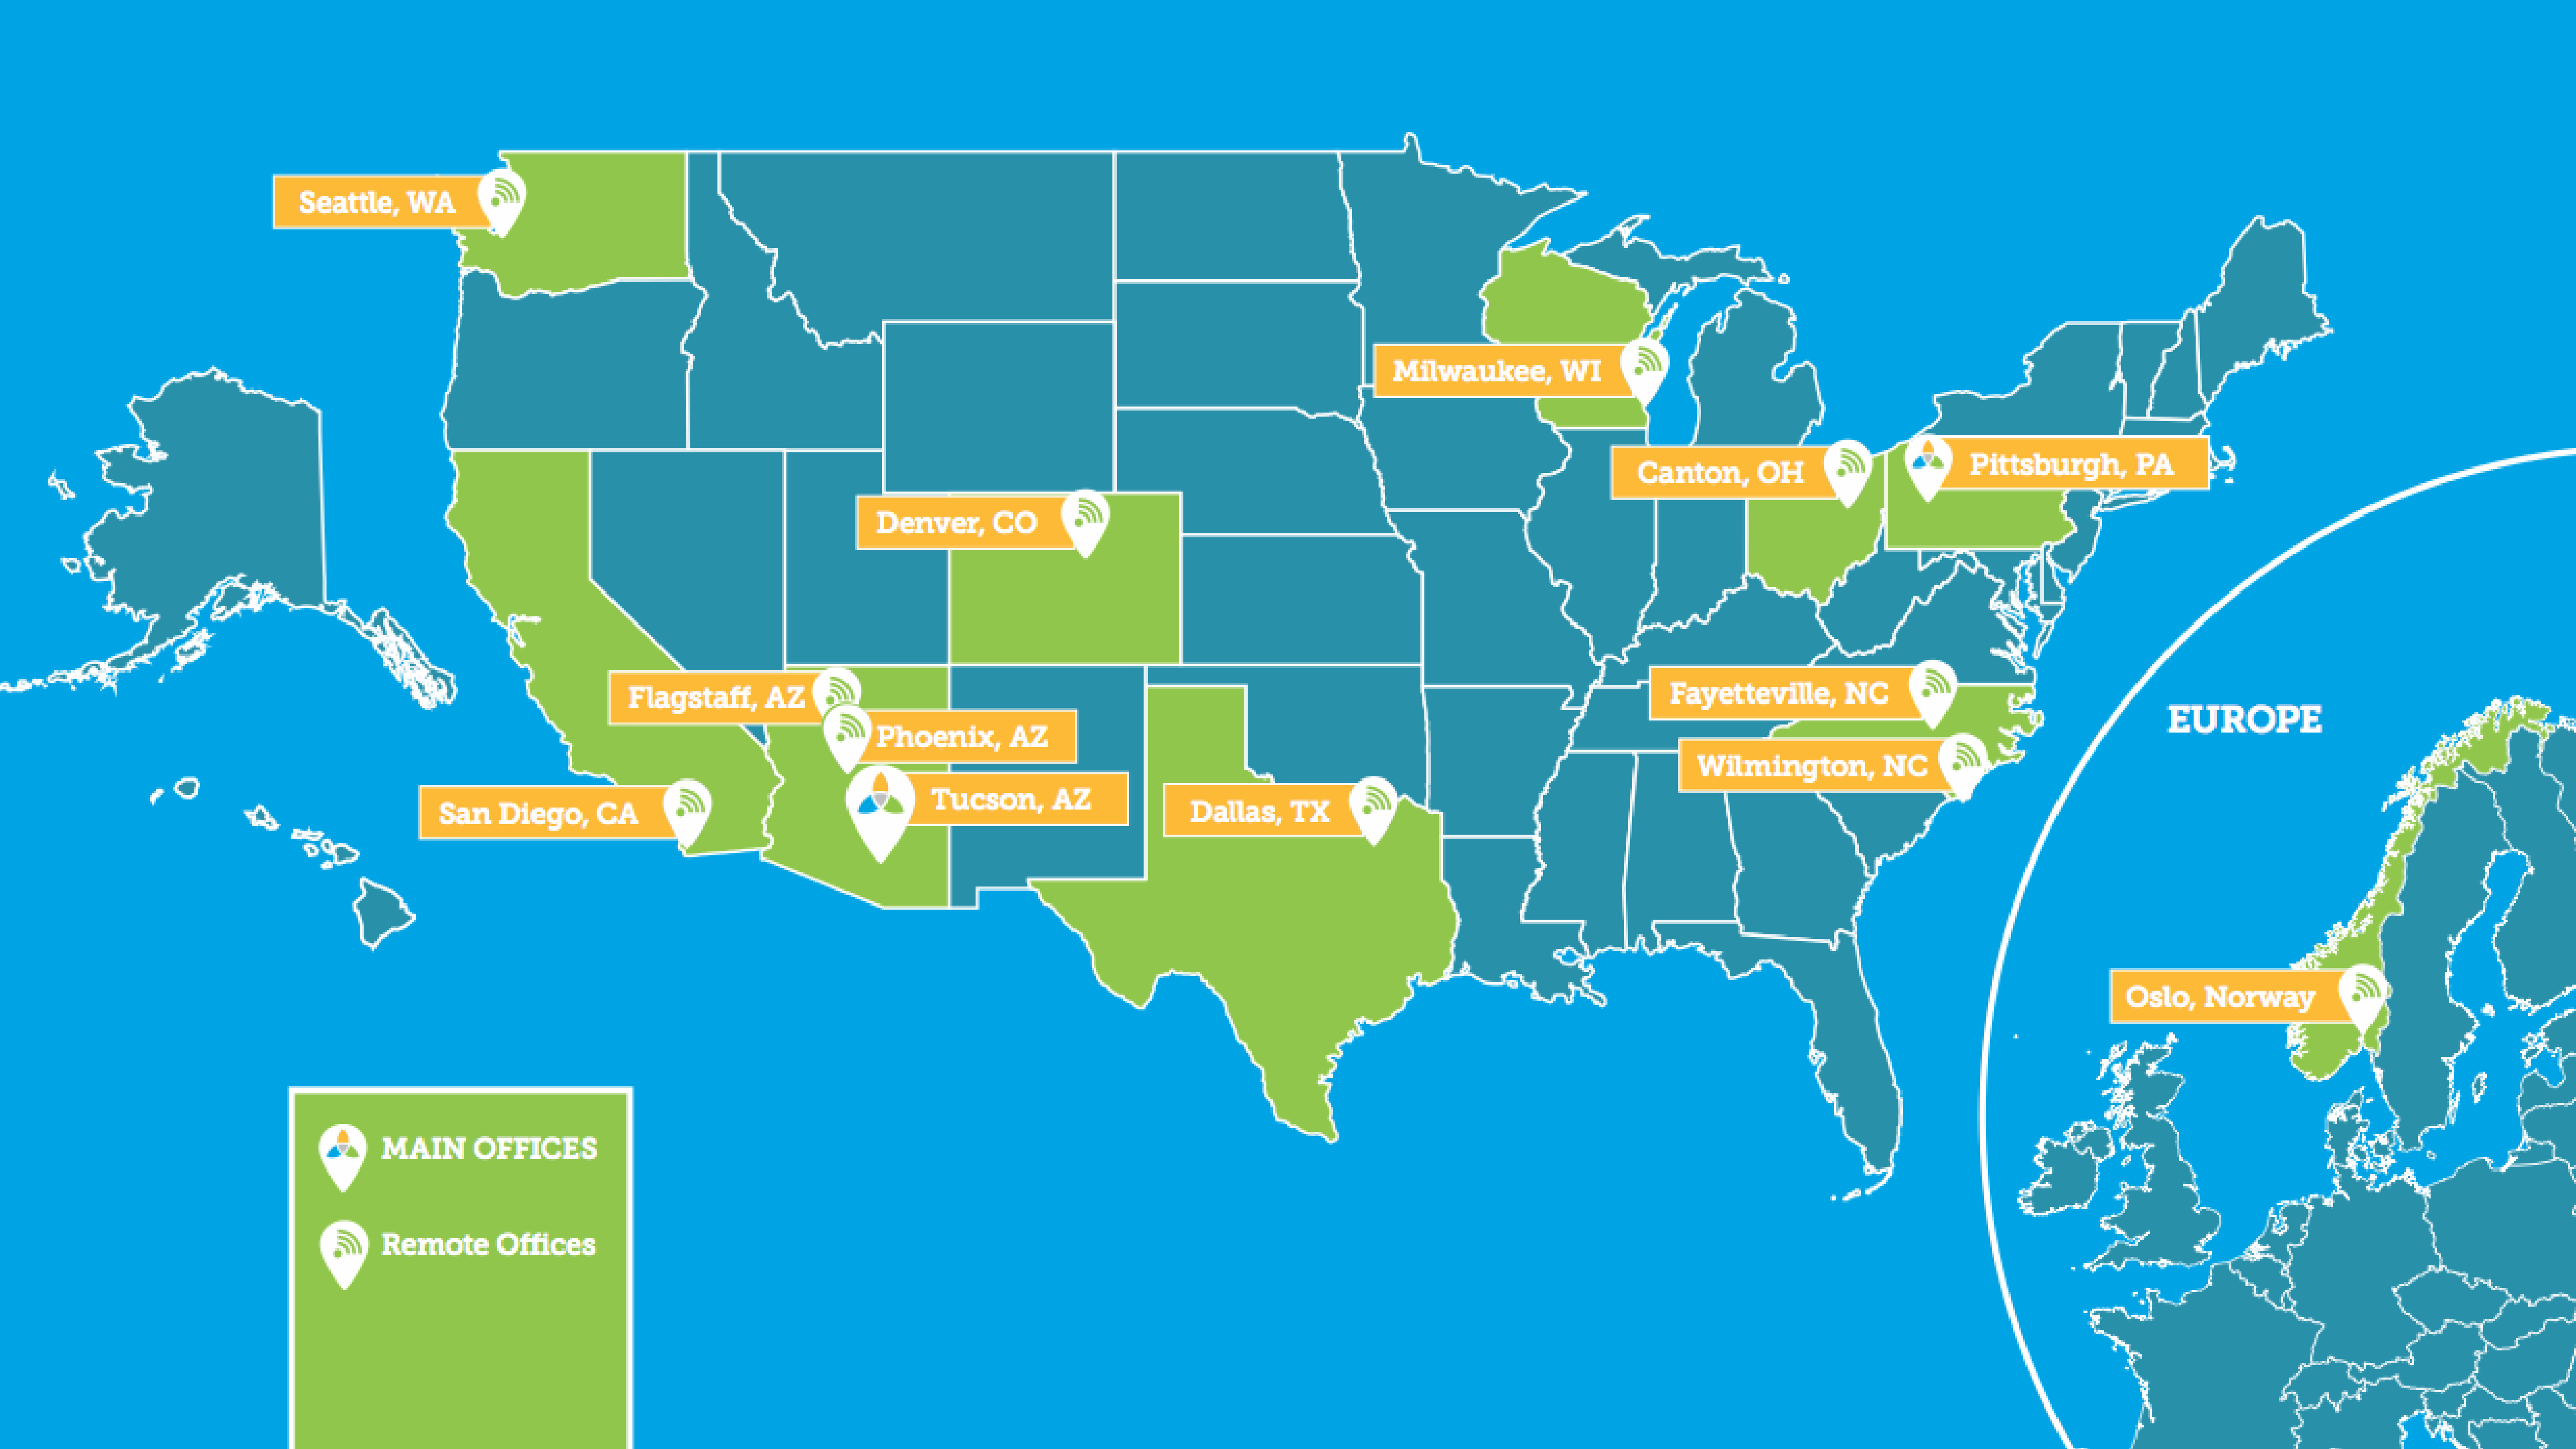 Seattle, WA
Milwaukee, WI
Canton, OH
Pittsburgh, PA
Denver, CO
Flagstaff, AZ
Phoenix, AZ
Fayetteville, NC
Tucson, AZ
Wilmington, NC
San Diego, CA
Dallas, TX
EUROPE
Oslo, Norway
MAIN OFFICES
Remote Offices